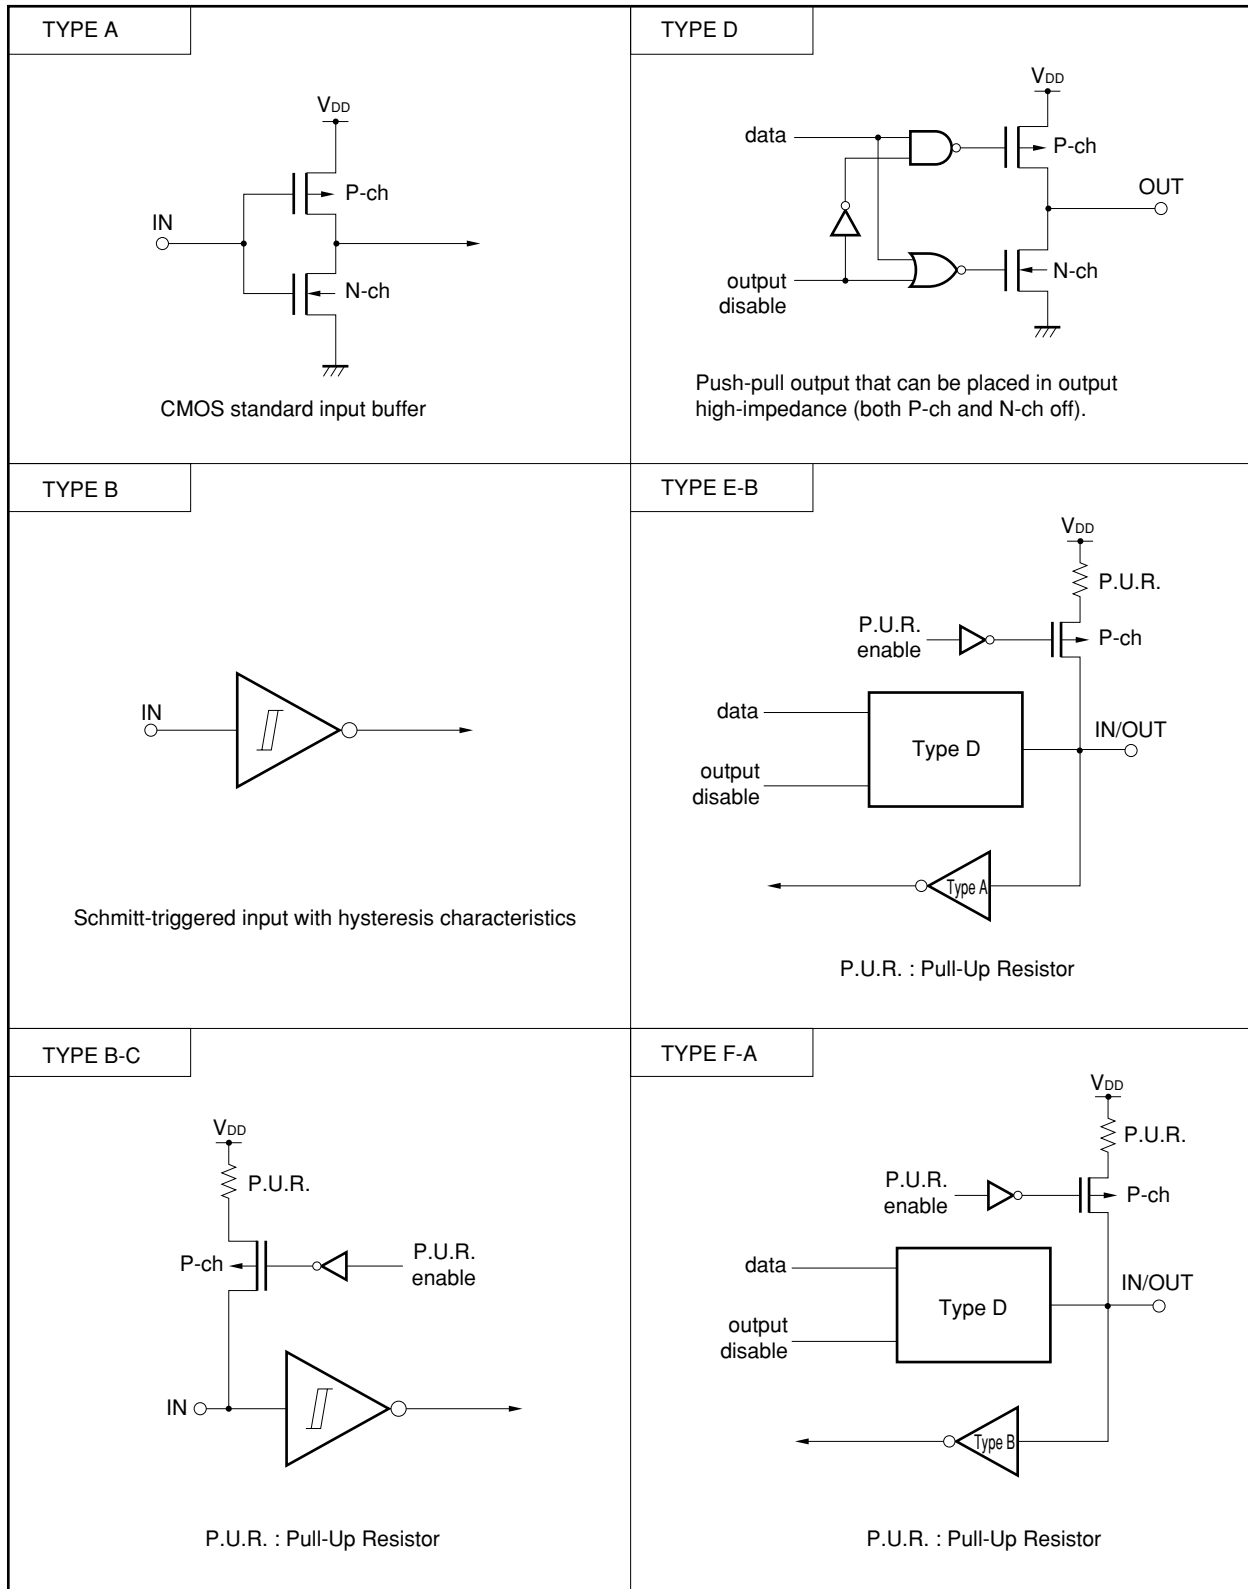 TYPE A
VDD
P-ch
IN
N-ch
CMOS standard input buffer
TYPE D
VDD
data
P-ch
OUT
N-ch
output
disable
Push-pull output that can be placed in output
high-impedance (both P-ch and N-ch off).
TYPE B
IN
Schmitt-triggered input with hysteresis characteristics
TYPE E-B
VDD
P.U.R.
P.U.R.
enable
P-ch
data
IN/OUT
Type D
output
disable
Type A
P.U.R. : Pull-Up Resistor
TYPE B-C
VDD
P.U.R.
P-ch
P.U.R.
enable
IN
P.U.R. : Pull-Up Resistor
TYPE F-A
VDD
P.U.R.
P.U.R.
enable
P-ch
data
IN/OUT
Type D
output
disable
Type B
P.U.R. : Pull-Up Resistor